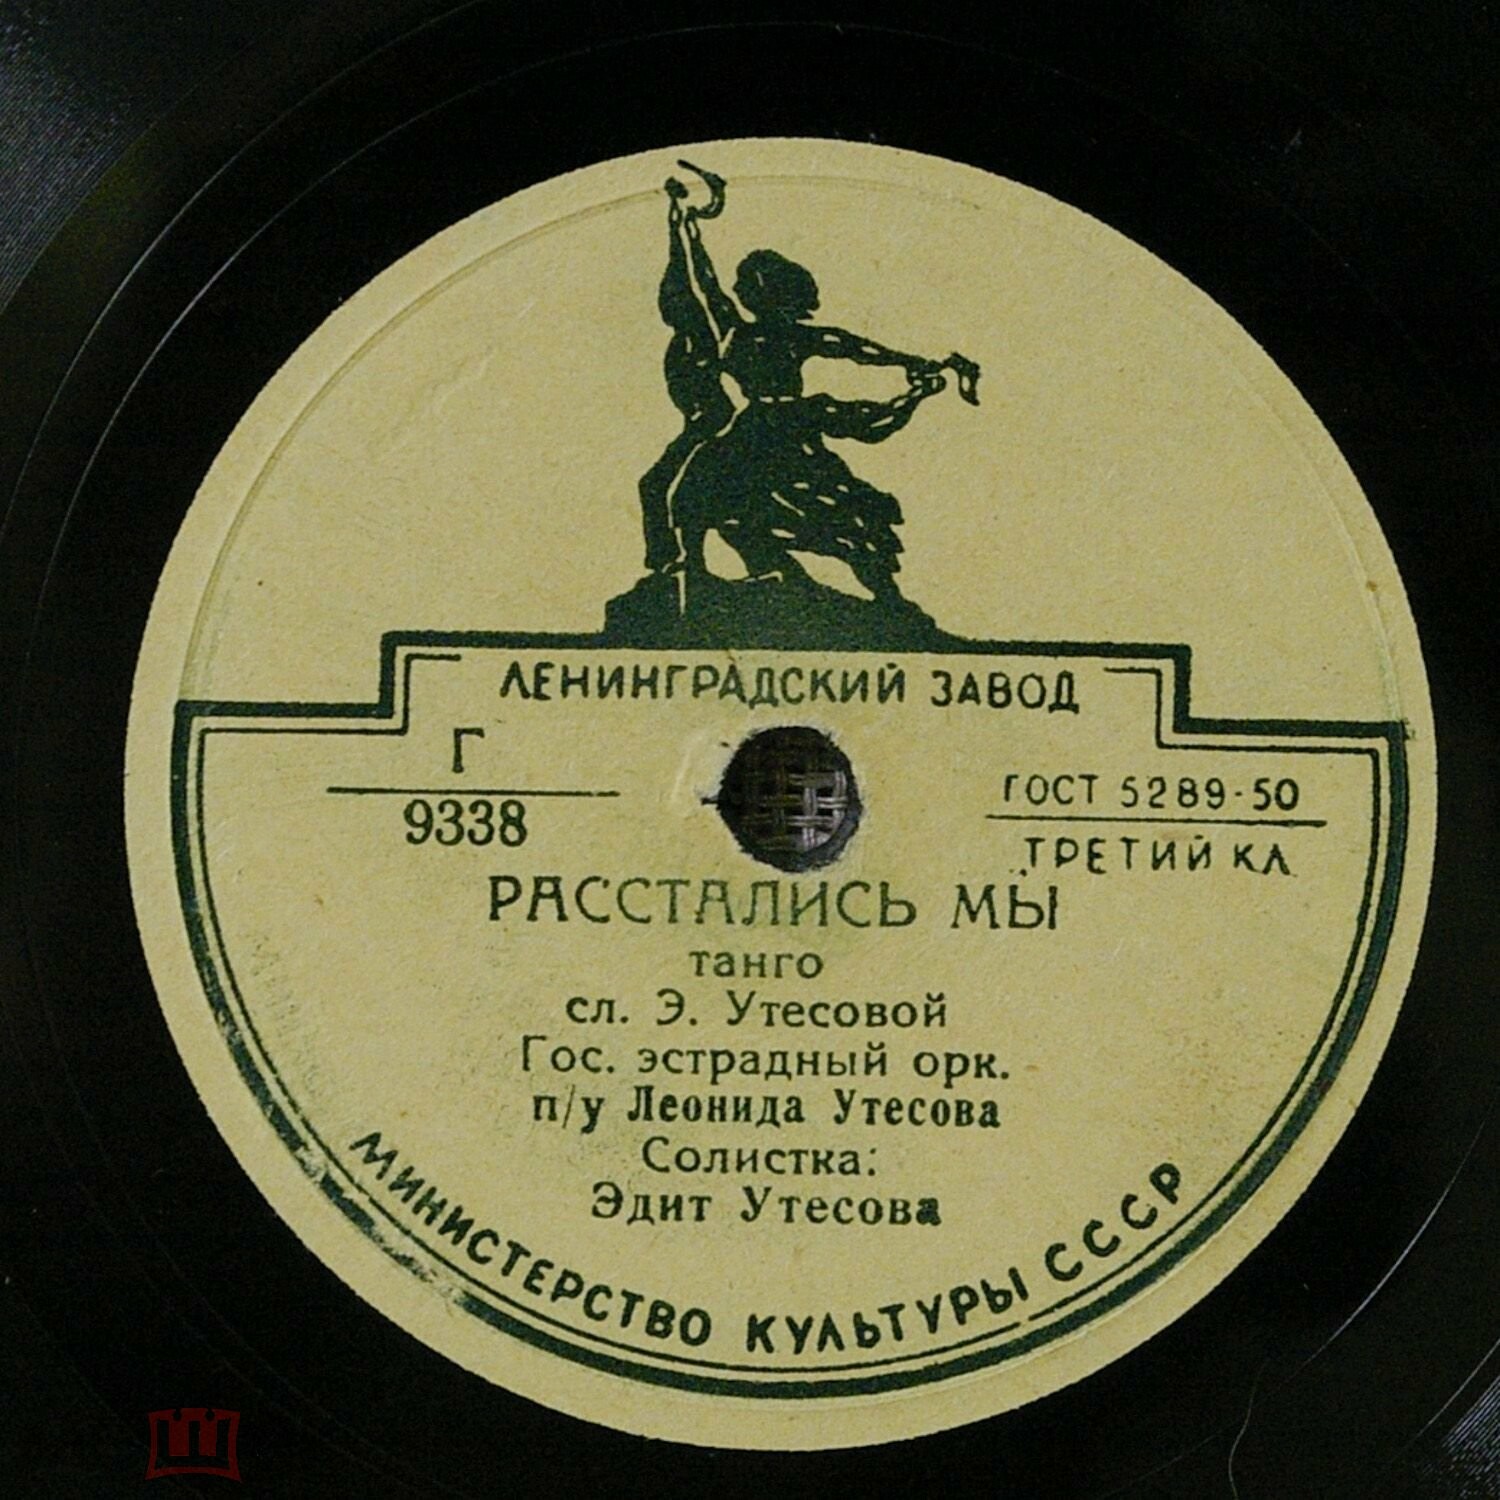 ЛЕНИНГРАДСКИЙ ЗАВОД
Г
9338
ГОСТ 5289-50
ТРЕТИЙ КЛ
РАССТАЛИСЬ МЫ
танго
сл. Э. Утесовой
Гос. эстрадный орк.
п/у Леонида Утесова
Солистка:
Эдит Утесова
МИНИСТЕРСТВО КУЛЬТУРЫ СССР